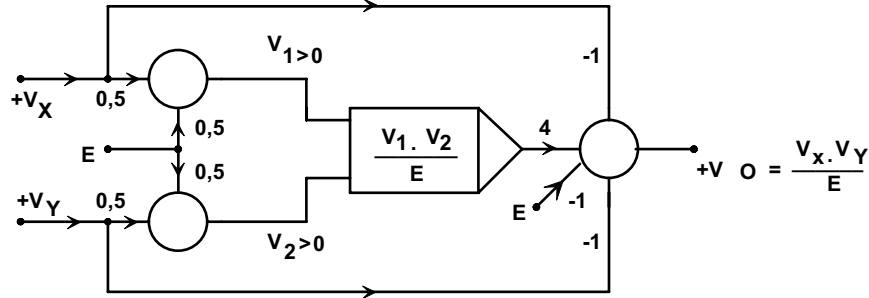 V1>0
-1
+VX
0,5
0,5
4
V1 . V2
E
E
0,5
+V O = Vx . VY
E
+VY
0,5
E
-1
-1
V2>0